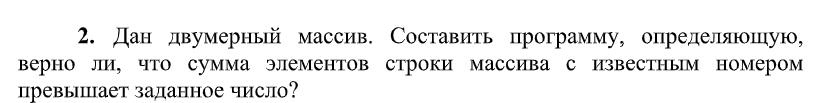 2. Дан двумерный массив. Составить программу, определяющую,
верно ли, что сумма элементов строки массива с известным номером
превышает заданное число?